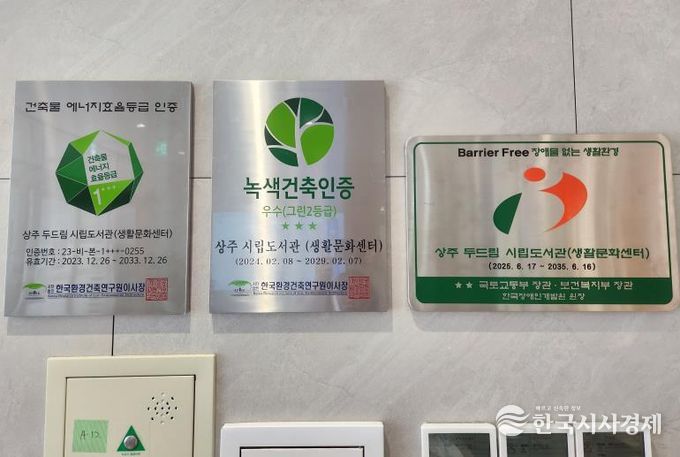 건축물 에너지효율등급 인증
건축물
에너지
효율등급
1+++
상주 두드림 시립도서관(생활문화센터)
인증번호 : 23-비-본-1+++-0255
유효기간 : 2023. 12. 26 ~ 2033. 12. 26
한국환경건축연구원이사장
녹색건축인증
우수(그린2등급)
★★★
상주 시립도서관 (생활문화센터)
(2024. 02. 08 ~ 2029. 02. 07)
한국환경건축연구원이사장
Barrier Free 장애물 없는 생활환경
상주 두드림 시립도서관(생활문화센터)
(2025. 6. 17 ~ 2035. 6. 16)
★★ 국토교통부 장관 · 보건복지부 장관
한국장애인개발원 원장
A-10
빠르고 신속한 정보
한국시사경제